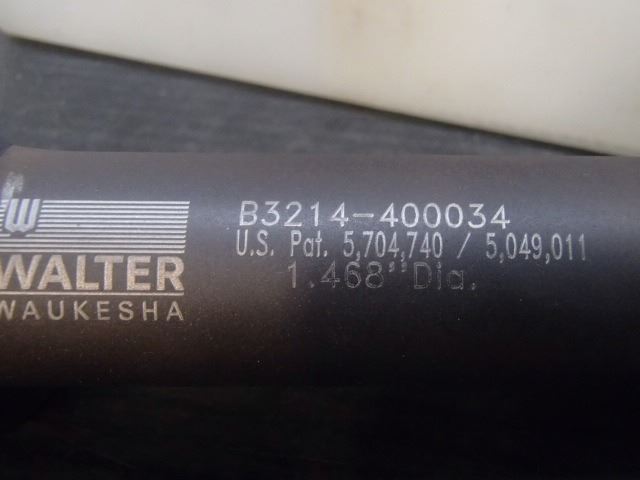 W
WALTER
WAUKESHA
B3214-400034
U.S. Pat. 5,704,740 / 5,049,011
1.468"Dia.